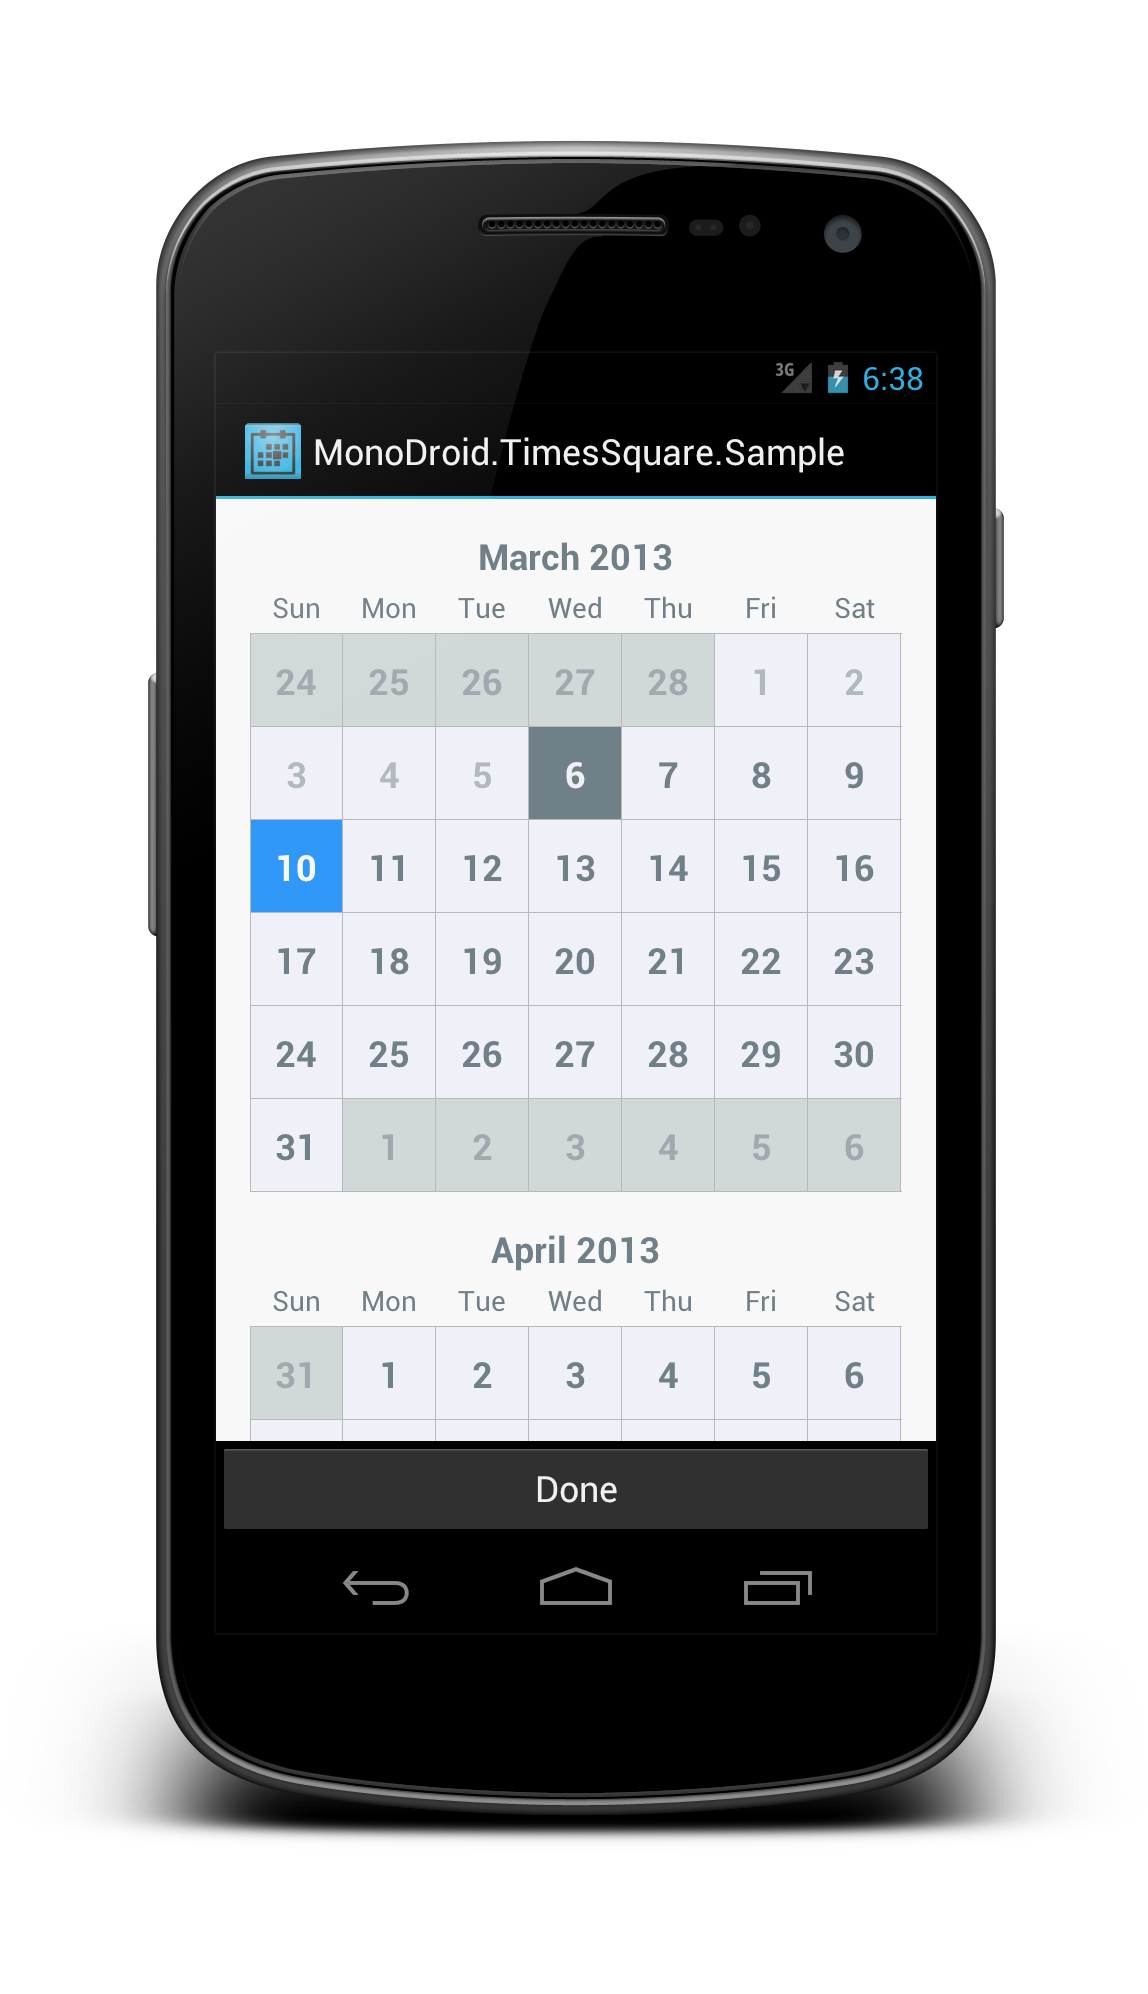 3G 6:38
MonoDroid.TimesSquare.Sample
March 2013
Sun Mon Tue Wed Thu Fri Sat
24 25 26 27 28 1 2
3 4 5 6 7 8 9
10 11 12 13 14 15 16
17 18 19 20 21 22 23
24 25 26 27 28 29 30
31 1 2 3 4 5 6
April 2013
Sun Mon Tue Wed Thu Fri Sat
31 1 2 3 4 5 6
Done